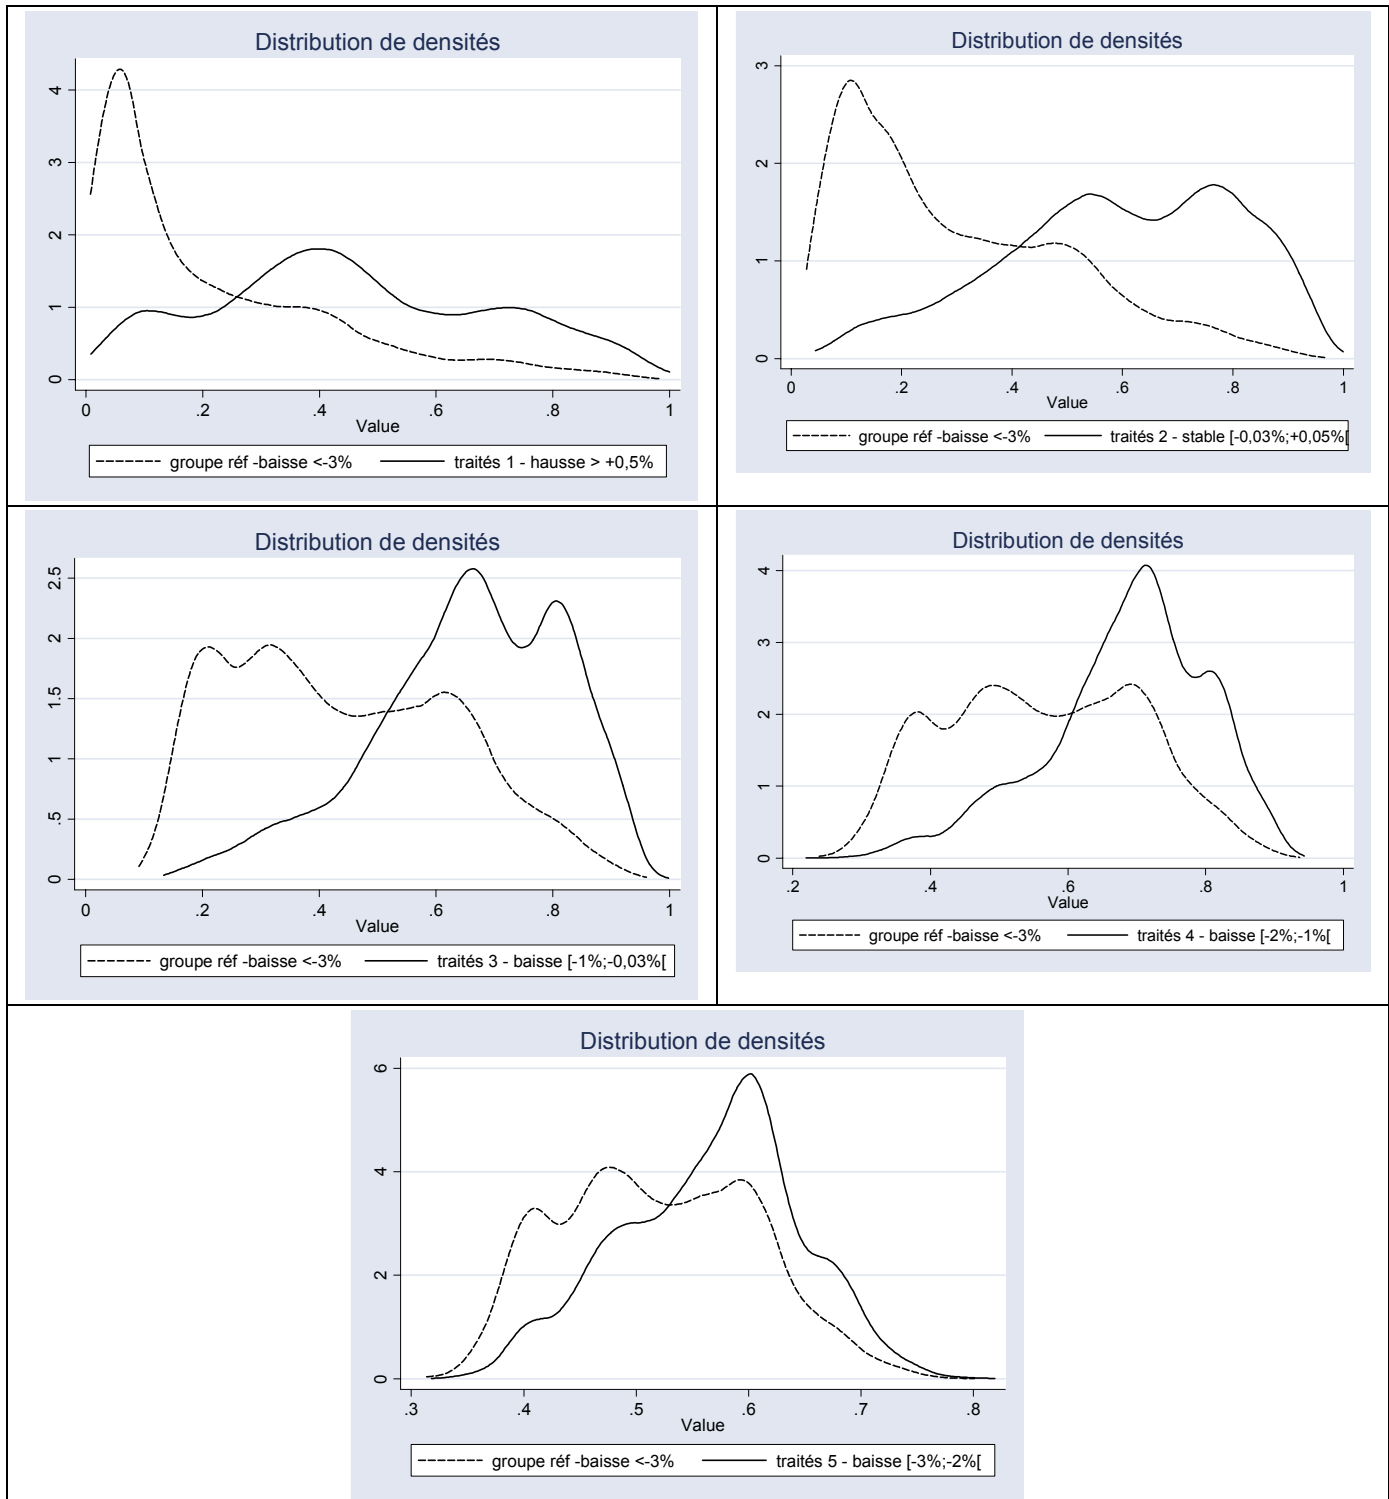 Distribution de densités
4
3
2
1
0
0 .2 .4 .6 .8 1
Value
groupe réf -baisse <-3% traités 1 - hausse > +0,5%
Distribution de densités
3
2
1
0
0 .2 .4 .6 .8 1
Value
groupe réf -baisse <-3% traités 2 - stable [-0,03%;+0,05%[
Distribution de densités
2.5
2
1.5
1
.5
0
0 .2 .4 .6 .8 1
Value
groupe réf -baisse <-3% traités 3 - baisse [-1%;-0,03%[
Distribution de densités
4
3
2
1
0
.2 .4 .6 .8 1
Value
groupe réf -baisse <-3% traités 4 - baisse [-2%;-1%[
Distribution de densités
6
4
2
0
.3 .4 .5 .6 .7 .8
Value
groupe réf -baisse <-3% traités 5 - baisse [-3%;-2%[